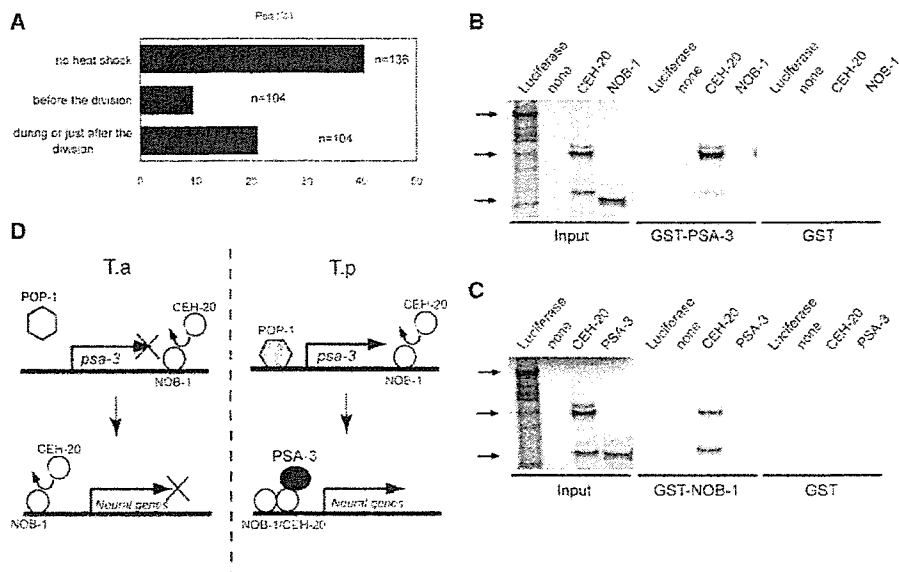 A
no heat shock
n=136
before the division
n=104
during or just after the
division
n=104
0
10
20
30
40
50
B
Luciferase
none
CEH-20
NOB-1
Luciferase
none
CEH-20
NOB-1
Luciferase
none
CEH-20
NOB-1
Input
GST-PSA-3
GST
D
T.a
POP-1
CEH-20
psa-3
NOB-1
CEH-20
Neural genes
NOB-1
T.p
POP-1
CEH-20
psa-3
NOB-1
PSA-3
Neural genes
NOB-1/CEH-20
C
Luciferase
none
CEH-20
PSA-3
Luciferase
none
CEH-20
PSA-3
Luciferase
none
CEH-20
PSA-3
Input
GST-NOB-1
GST